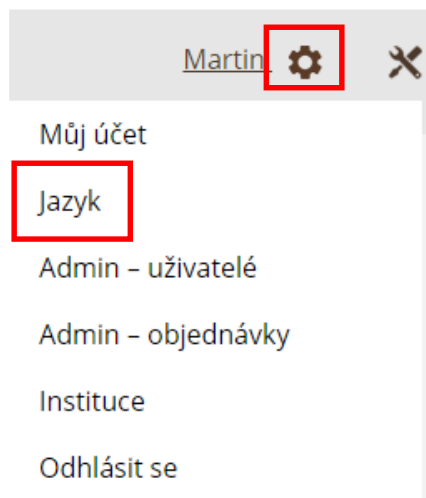 Martin
Můj účet
Jazyk
Admin – uživatelé
Admin – objednávky
Instituce
Odhlásit se